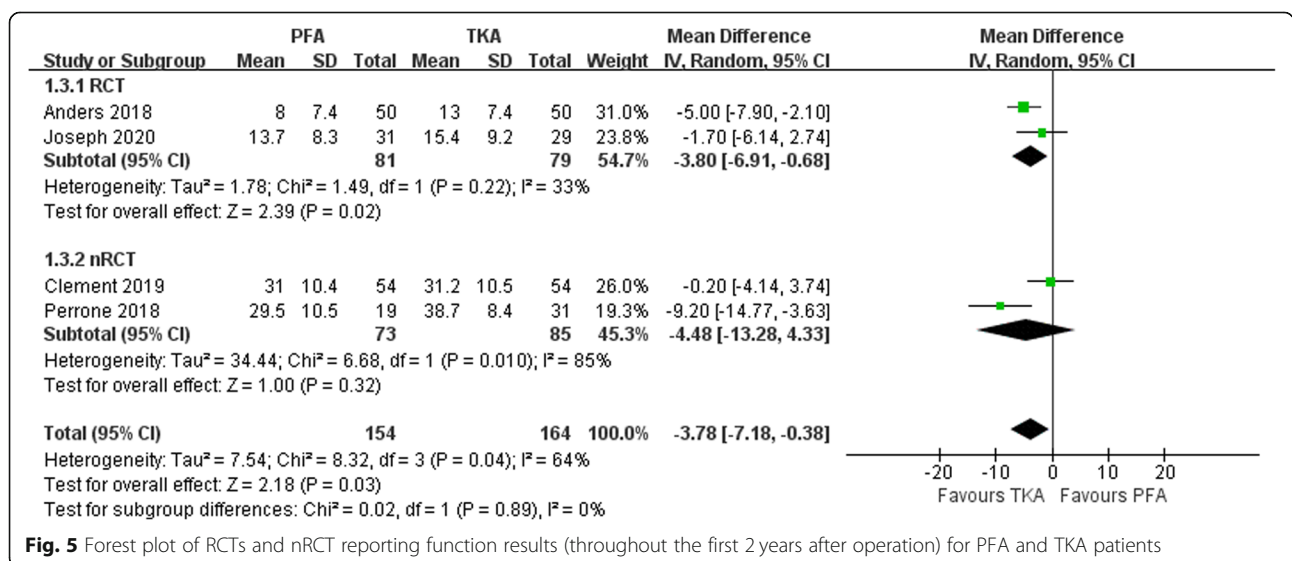 PFA TKA Mean Difference Mean Difference
Study or Subgroup Mean SD Total Mean SD Total Weight IV, Random, 95% CI IV, Random, 95% CI
1.3.1 RCT
Anders 2018 8 7.4 50 13 7.4 50 31.0% -5.00 [-7.90, -2.10]
Joseph 2020 13.7 8.3 31 15.4 9.2 29 23.8% -1.70 [-6.14, 2.74]
Subtotal (95% CI) 81 79 54.7% -3.80 [-6.91, -0.68]
Heterogeneity: Tau² = 1.78; Chi² = 1.49, df = 1 (P = 0.22); I² = 33%
Test for overall effect: Z = 2.39 (P = 0.02)
1.3.2 nRCT
Clement 2019 31 10.4 54 31.2 10.5 54 26.0% -0.20 [-4.14, 3.74]
Perrone 2018 29.5 10.5 19 38.7 8.4 31 19.3% -9.20 [-14.77, -3.63]
Subtotal (95% CI) 73 85 45.3% -4.48 [-13.28, 4.33]
Heterogeneity: Tau² = 34.44; Chi² = 6.68, df = 1 (P = 0.010); I² = 85%
Test for overall effect: Z = 1.00 (P = 0.32)
Total (95% CI) 154 164 100.0% -3.78 [-7.18, -0.38]
Heterogeneity: Tau² = 7.54; Chi² = 8.32, df = 3 (P = 0.04); I² = 64%
Test for overall effect: Z = 2.18 (P = 0.03)
Test for subgroup differences: Chi² = 0.02, df = 1 (P = 0.89), I² = 0%
-20 -10 0 10 20
Favours TKA Favours PFA
Fig. 5 Forest plot of RCTs and nRCT reporting function results (throughout the first 2 years after operation) for PFA and TKA patients